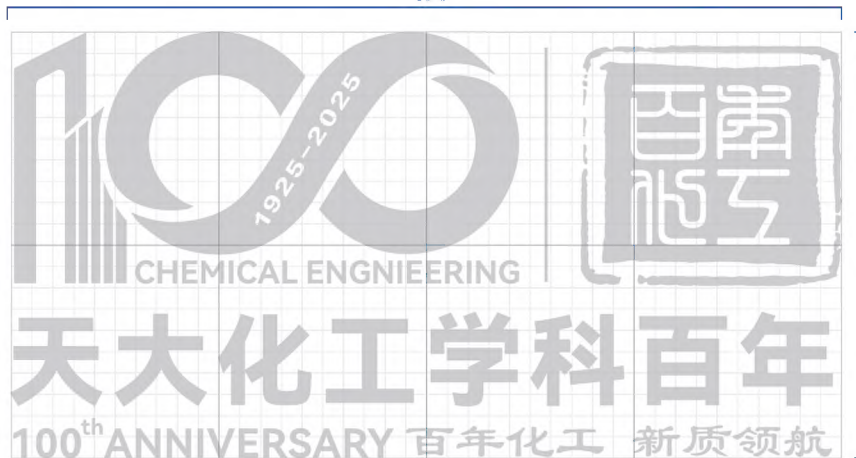 100
1925-2025
百年
化工
CHEMICAL ENGNIEERING
天大化工学科百年
100th ANNIVERSARY 百年化工 新质领航